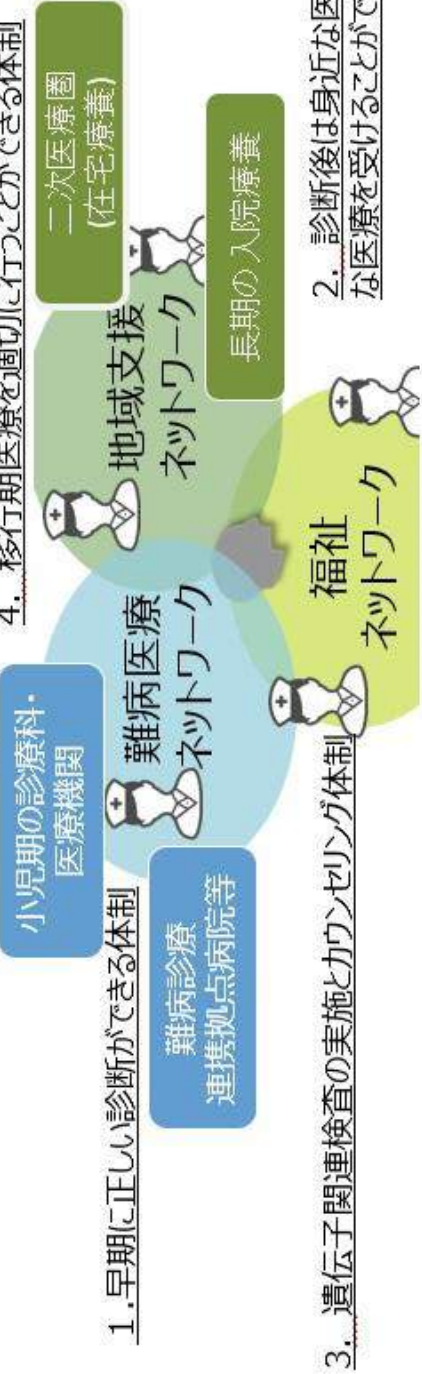 4．移行期医療を適切に行うことができる体制
小児期の診療科・
医療機関
二次医療圏
(在宅療養)
1．早期に正しい診断ができる体制
難病医療
ネットワーク
地域支援
ネットワーク
難病診療
連携拠点病院等
長期の入院療養
福祉
ネットワーク
3．遺伝子関連検査の実施とカウンセリング体制
2．診断後は身近な医
な医療を受けることがで